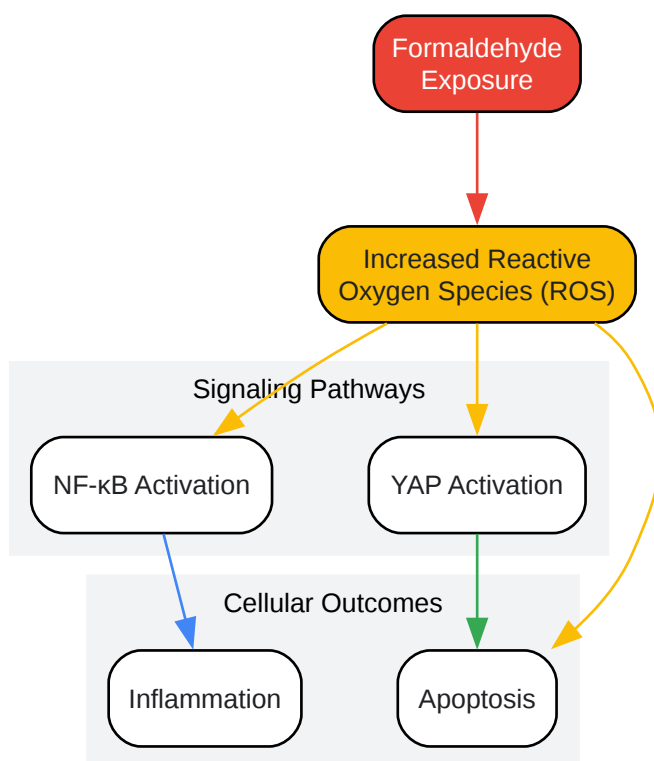 Formaldehyde
Exposure
Increased Reactive
Oxygen Species (ROS)
Signaling Pathways
NF-κB Activation
YAP Activation
Cellular Outcomes
Inflammation
Apoptosis